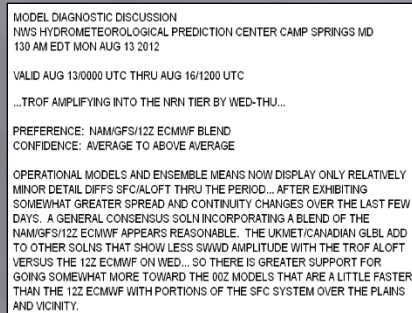 MODEL DIAGNOSTIC DISCUSSION
NWS HYDROMETEOROLOGICAL PREDICTION CENTER CAMP SPRINGS MD
130 AM EDT MON AUG 13 2012
VALID AUG 13/0000 UTC THRU AUG 16/1200 UTC
...TROF AMPLIFYING INTO THE NRN TIER BY WED-THU...
PREFERENCE: NAM/GFS/12Z ECMWF BLEND
CONFIDENCE: AVERAGE TO ABOVE AVERAGE
OPERATIONAL MODELS AND ENSEMBLE MEANS NOW DISPLAY ONLY RELATIVELY
MINOR DETAIL DIFFS SFC/ALOFT THRU THE PERIOD... AFTER EXHIBITING
SOMEWHAT GREATER SPREAD AND CONTINUITY CHANGES OVER THE LAST FEW
DAYS. A GENERAL CONSENSUS SOLN INCORPORATING A BLEND OF THE
NAM/GFS/12Z ECMWF APPEARS REASONABLE. THE UKMET/CANADIAN GLBL ADD
TO OTHER SOLNS THAT SHOW LESS SWWD AMPLITUDE WITH THE TROF ALOFT
VERSUS THE 12Z ECMWF ON WED... SO THERE IS GREATER SUPPORT FOR
GOING SOMEWHAT MORE TOWARD THE 00Z MODELS THAT ARE A LITTLE FASTER
THAN THE 12Z ECMWF WITH PORTIONS OF THE SFC SYSTEM OVER THE PLAINS
AND VICINITY.